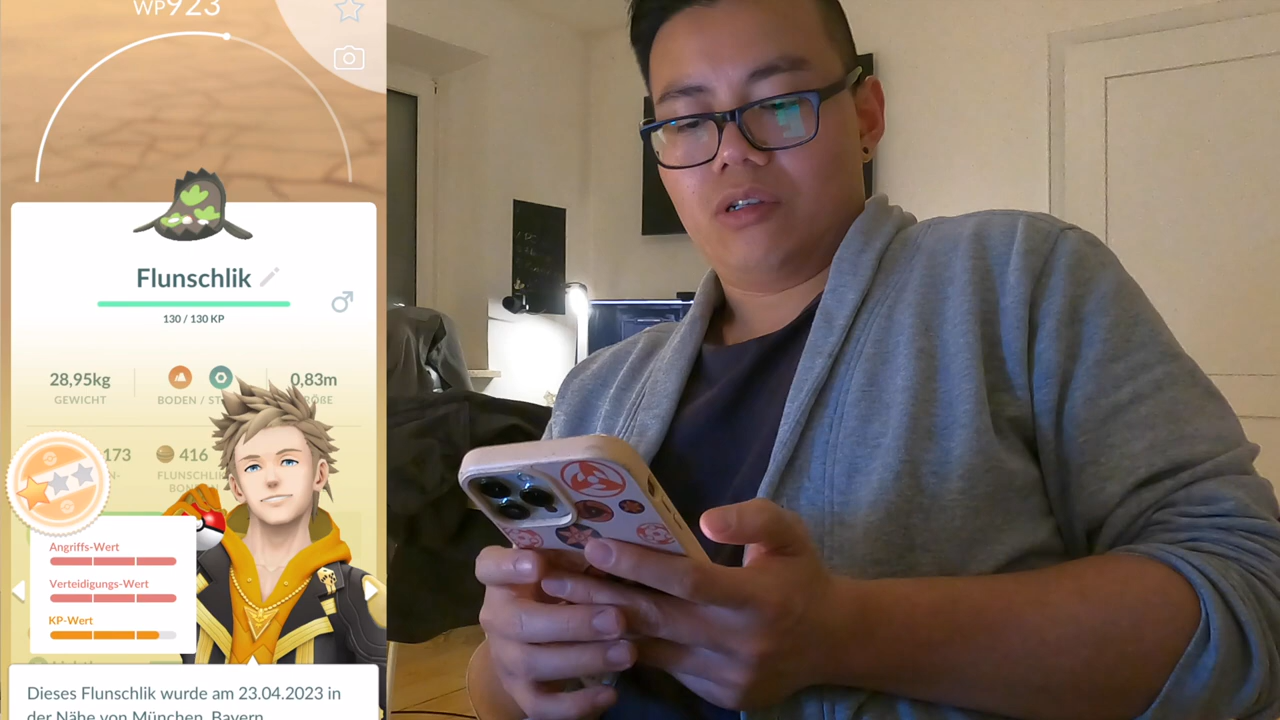 WP923
Flunschlik
130 / 130 KP
28,95kg
0,83m
GEWICHT
BODEN / ST
173
416
FLUNSCHLIK
Angriffs-Wert
Verteidigungs-Wert
KP-Wert
Dieses Flunschlik wurde am 23.04.2023 in
der Nähe von München, Bayern